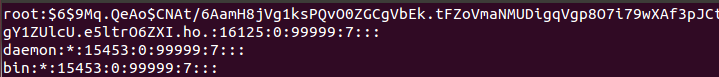 root:$6$9Mq.QeAo$CNAt/6AamH8jVg1ksPQvO0ZGCgVbEk.tFZoVmaNMUDigqVgp8O7i79wXAf3pJCt
gY1ZUlcU.e5ltrO6ZXI.ho.:16125:0:99999:7:::
daemon:*:15453:0:99999:7:::
bin:*:15453:0:99999:7:::